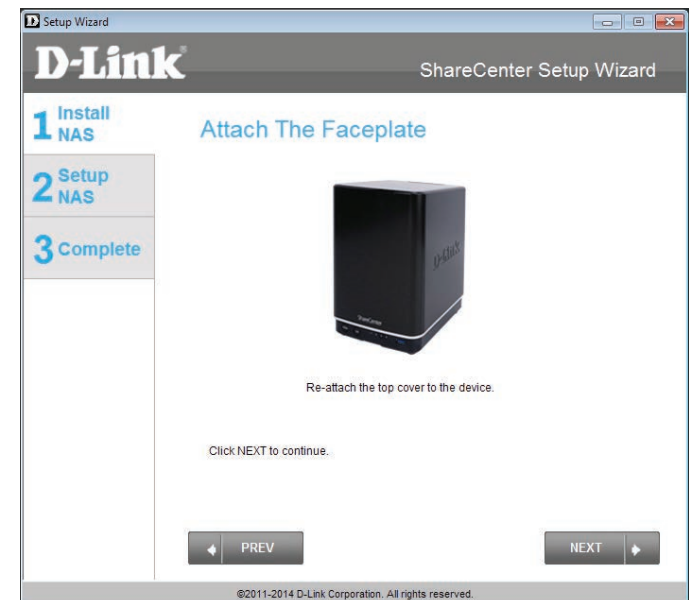 Setup Wizard
D-Link
ShareCenter Setup Wizard
1 Install
NAS
2 Setup
NAS
3 Complete
Attach The Faceplate
D-Link
ShareCenter
Re-attach the top cover to the device.
Click NEXT to continue.
PREV
NEXT
©2011-2014 D-Link Corporation. All rights reserved.